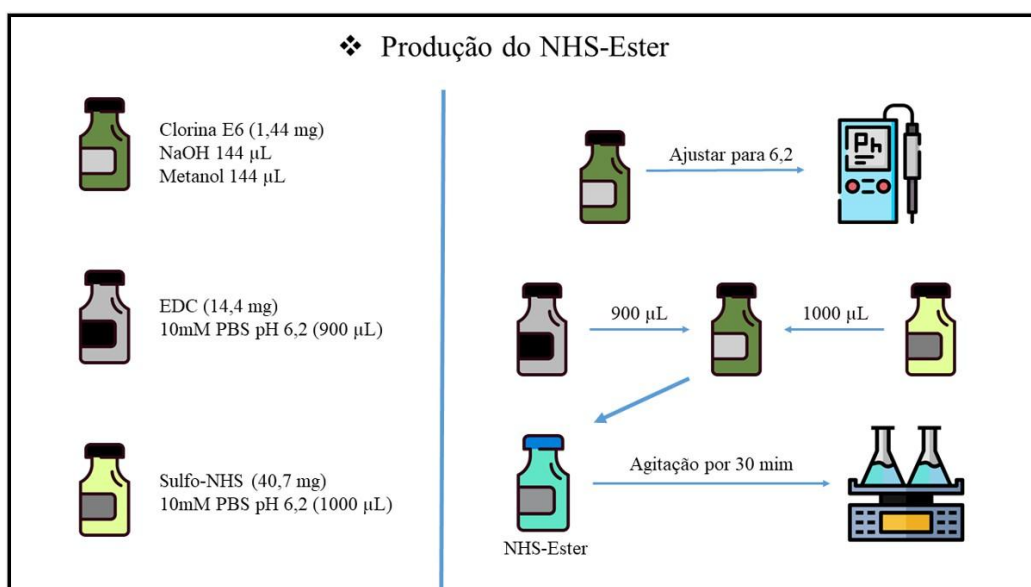 ❖ Produção do NHS-Ester
Clorina E6 (1,44 mg)
NaOH 144 µL
Metanol 144 µL
EDC (14,4 mg)
10mM PBS pH 6,2 (900 µL)
Sulfo-NHS (40,7 mg)
10mM PBS pH 6,2 (1000 µL)
Ajustar para 6,2
Ph
900 µL
1000 µL
Agitação por 30 mim
NHS-Ester